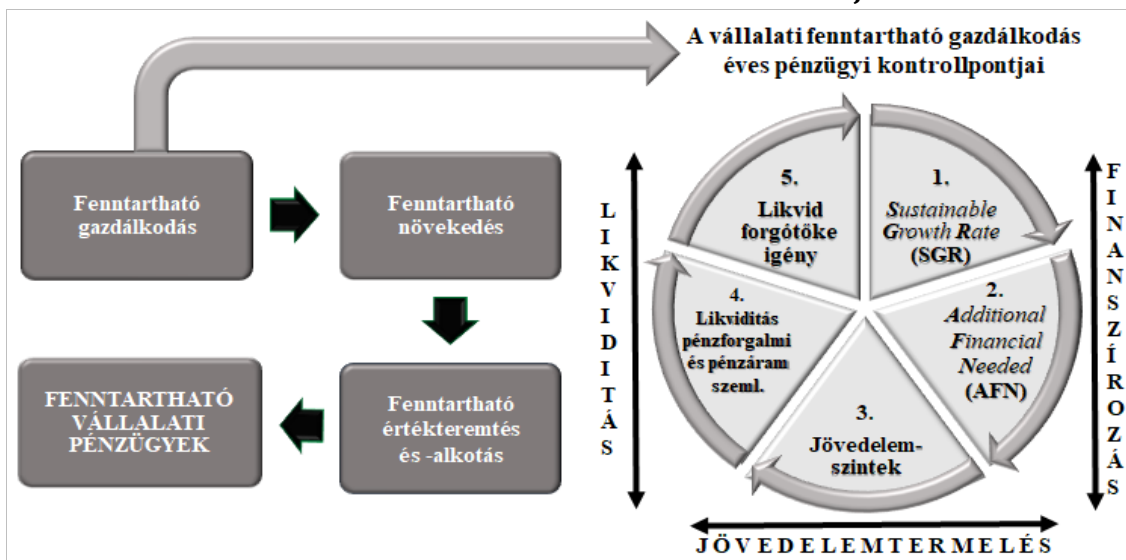 A vállalati fenntartható gazdálkodás
éves pénzügyi kontrollpontjai
Fenntartható
gazdálkodás
Fenntartható
növekedés
FENNTARTHATÓ
VÁLLALATI
PÉNZÜGYEK
Fenntartható
értékteremtés
és -alkotás
LIKVIDITÁS
5.
Likvid
forgótőke
igény
1.
Sustainable
Growth Rate
(SGR)
4.
Likviditás
pénzforgalmi
és pénzáram
szeml.
2.
Additional
Financial
Needed
(AFN)
3.
Jövedelem-
szintek
FINANSZÍROZÁS
JÖVEDELEMTERMELÉS